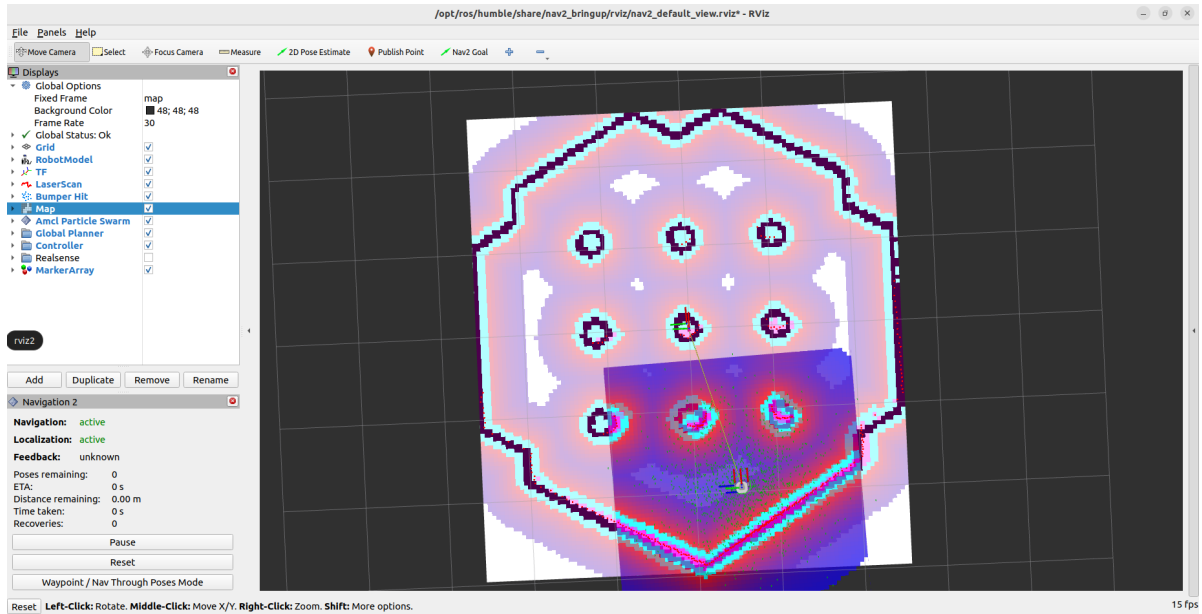 /opt/ros/humble/share/nav2_bringup/rviz/nav2_default_view.rviz* - RViz
File Panels Help
Move Camera Select Focus Camera Measure 2D Pose Estimate Publish Point Nav2 Goal
Displays
Global Options
Fixed Frame map
Background Color 48; 48; 48
Frame Rate 30
Global Status: Ok
Grid
RobotModel
TF
LaserScan
Bumper Hit
Map
Amcl Particle Swarm
Global Planner
Controller
Realsense
MarkerArray
rviz2
Add Duplicate Remove Rename
Navigation 2
Navigation: active
Localization: active
Feedback: unknown
Poses remaining: 0
ETA: 0 s
Distance remaining: 0.00 m
Time taken: 0 s
Recoveries: 0
Pause
Reset
Waypoint / Nav Through Poses Mode
Reset Left-Click: Rotate. Middle-Click: Move X/Y. Right-Click: Zoom. Shift: More options. 15 fps